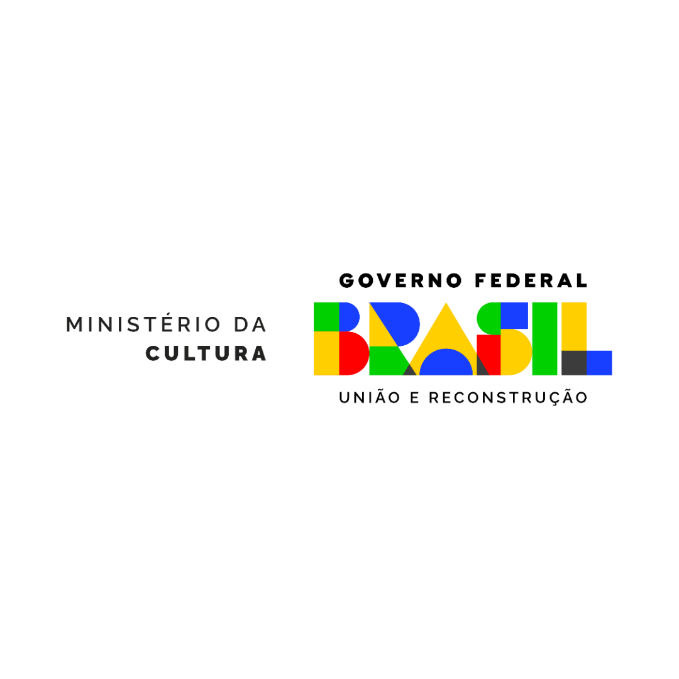 MINISTÉRIO DA
CULTURA
GOVERNO FEDERAL
BRASIL
UNIÃO E RECONSTRUÇÃO